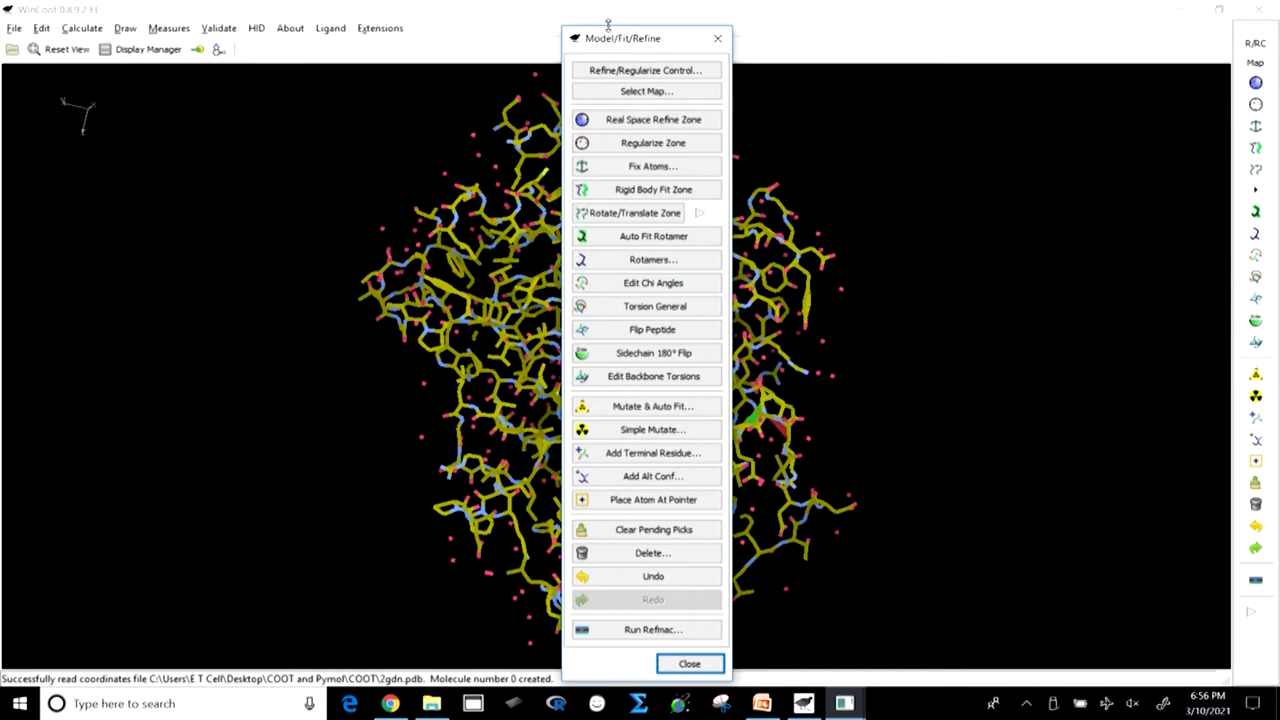 WinCoot 0.8.9.2 EL
File Edit Calculate Draw Measures Validate HID About Ligand Extensions
Reset View Display Manager
Model/Fit/Refine
Refine/Regularize Control...
Select Map...
Real Space Refine Zone
Regularize Zone
Fix Atoms...
Rigid Body Fit Zone
Rotate/Translate Zone
Auto Fit Rotamer
Rotamers...
Edit Chi Angles
Torsion General
Flip Peptide
Sidechain 180° Flip
Edit Backbone Torsions
Mutate & Auto Fit...
Simple Mutate...
Add Terminal Residue...
Add Alt Conf...
Place Atom At Pointer
Clear Pending Picks
Delete...
Undo
Redo
Run Refmac...
Close
R/RC
Map
Successfully read coordinates file C:\Users\E T Cell\Desktop\COOT and Pymol\COOT\2gdn.pdb. Molecule number 0 created.
Type here to search
6:56 PM
3/10/2021